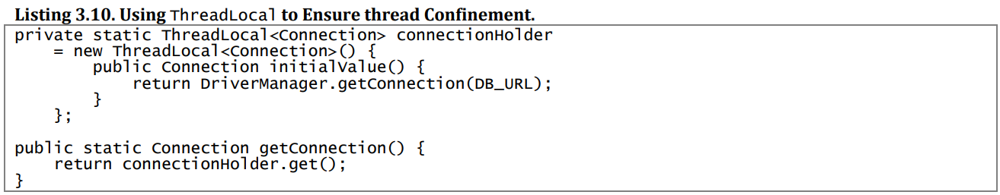 Listing 3.10. Using ThreadLocal to Ensure thread Confinement.
private static ThreadLocal<Connection> connectionHolder
    = new ThreadLocal<Connection>() {
        public Connection initialValue() {
            return DriverManager.getConnection(DB_URL);
        }
    };

public static Connection getConnection() {
    return connectionHolder.get();
}